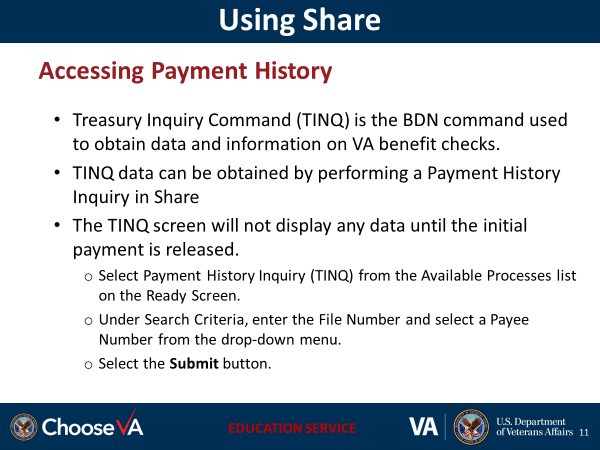 Using Share
Accessing Payment History
• Treasury Inquiry Command (TINQ) is the BDN command used
to obtain data and information on VA benefit checks.
• TINQ data can be obtained by performing a Payment History
Inquiry in Share
• The TINQ screen will not display any data until the initial
payment is released.
o Select Payment History Inquiry (TINQ) from the Available Processes list
on the Ready Screen.
o Under Search Criteria, enter the File Number and select a Payee
Number from the drop-down menu.
o Select the Submit button.
ChooseVA
EDUCATION SERVICE
VA
U.S. Department
of Veterans Affairs
11